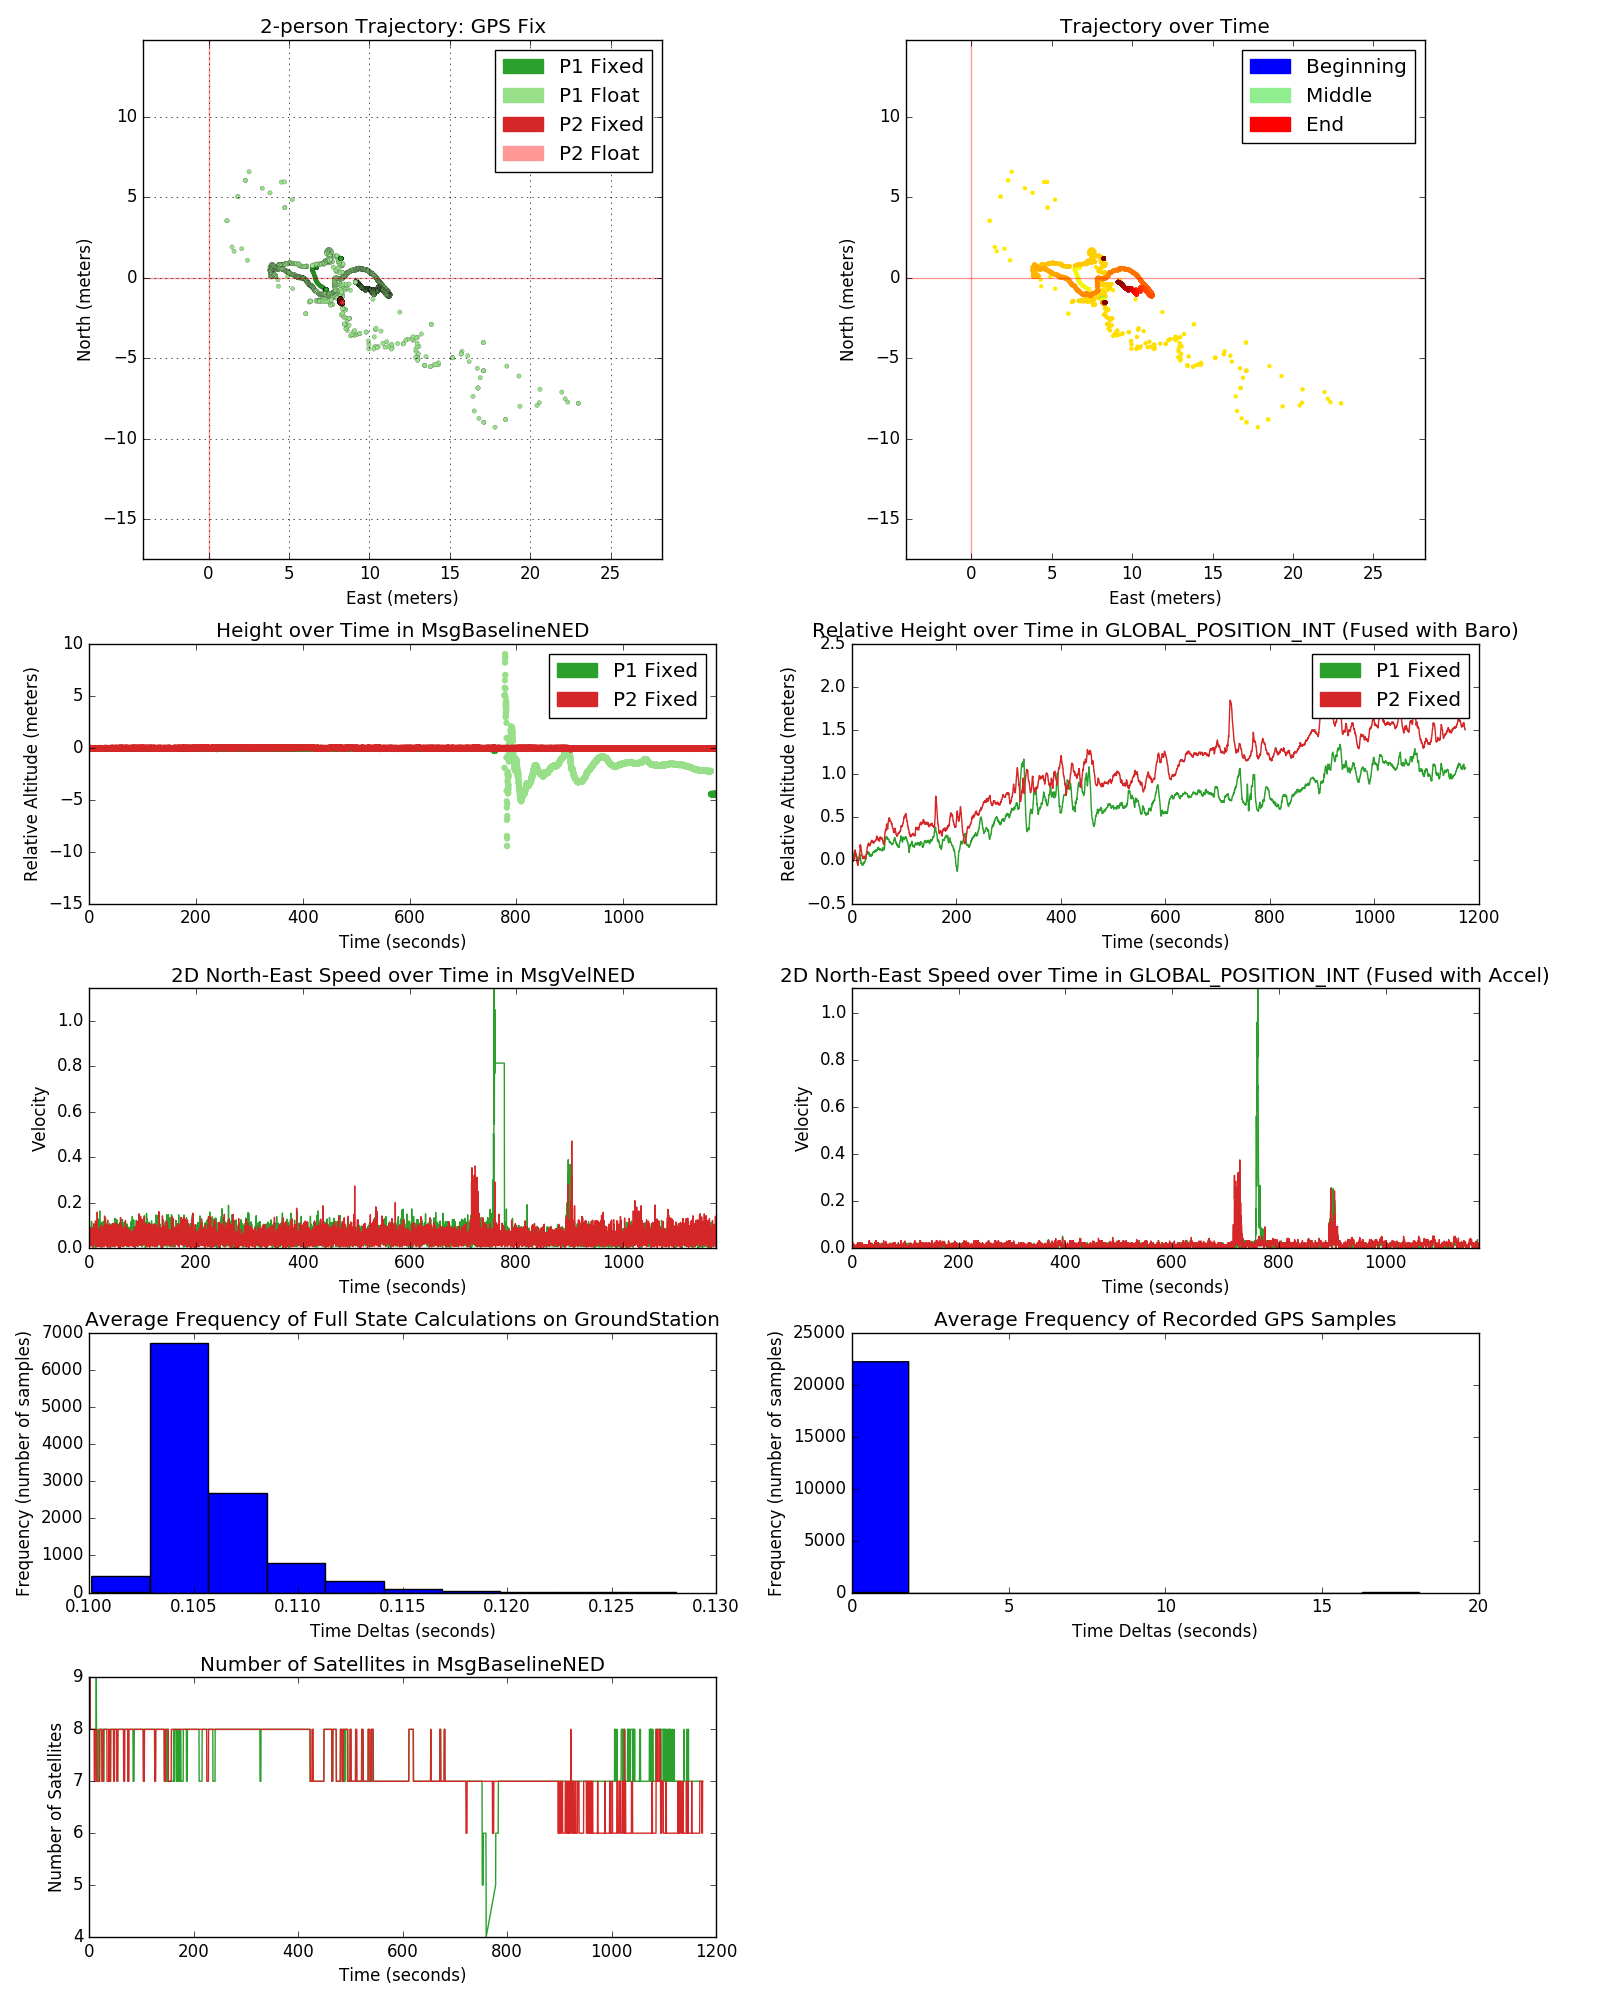 2-person Trajectory: GPS Fix
P1 Fixed
P1 Float
P2 Fixed
P2 Float
10
5
0
−5
−10
−15
North (meters)
0 5 10 15 20 25
East (meters)
Trajectory over Time
Beginning
Middle
End
10
5
0
−5
−10
−15
North (meters)
0 5 10 15 20 25
East (meters)
Height over Time in MsgBaselineNED
P1 Fixed
P2 Fixed
10
5
0
−5
−10
−15
Relative Altitude (meters)
0 200 400 600 800 1000
Time (seconds)
Relative Height over Time in GLOBAL_POSITION_INT (Fused with Baro)
P1 Fixed
P2 Fixed
2.5
2.0
1.5
1.0
0.5
0.0
−0.5
Relative Altitude (meters)
0 200 400 600 800 1000 1200
Time (seconds)
2D North-East Speed over Time in MsgVelNED
1.0
0.8
0.6
0.4
0.2
0.0
Velocity
0 200 400 600 800 1000
Time (seconds)
2D North-East Speed over Time in GLOBAL_POSITION_INT (Fused with Accel)
1.0
0.8
0.6
0.4
0.2
0.0
Velocity
0 200 400 600 800 1000
Time (seconds)
Average Frequency of Full State Calculations on GroundStation
7000
6000
5000
4000
3000
2000
1000
0
Frequency (number of samples)
0.100 0.105 0.110 0.115 0.120 0.125 0.130
Time Deltas (seconds)
Average Frequency of Recorded GPS Samples
25000
20000
15000
10000
5000
0
Frequency (number of samples)
0 5 10 15 20
Time Deltas (seconds)
Number of Satellites in MsgBaselineNED
9
8
7
6
5
4
Number of Satellites
0 200 400 600 800 1000 1200
Time (seconds)